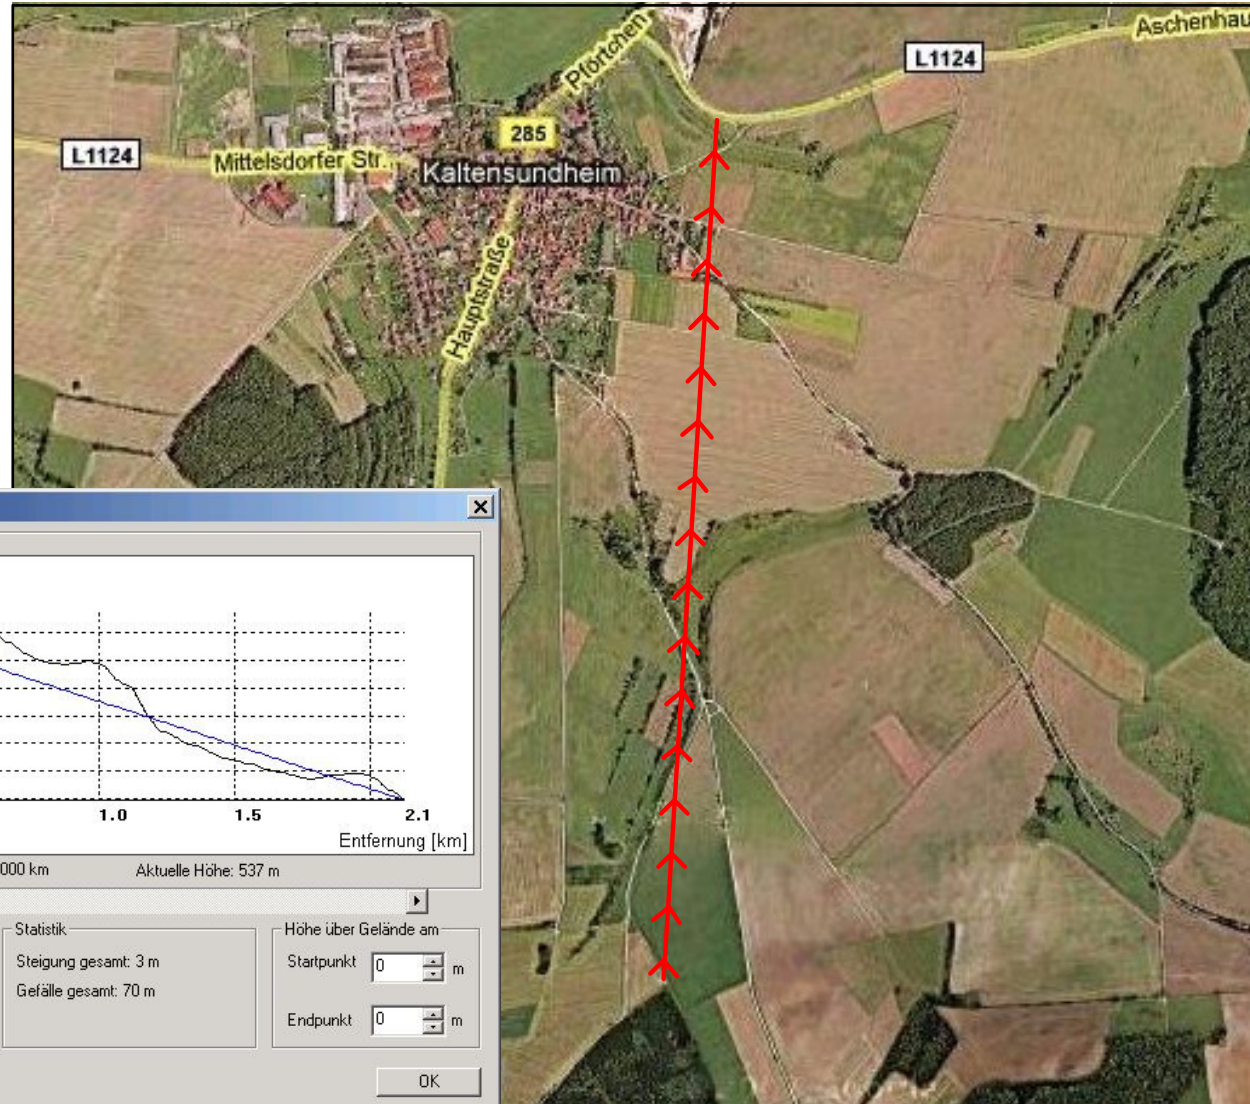 Aschenhau
L1124
Pförtchen
285
L1124
Mittelsdorfer Str..
Kaltensundheim
Hauptstraße
1.0 1.5 2.1
Entfernung [km]
000 km Aktuelle Höhe: 537 m
Statistik
Steigung gesamt: 3 m
Gefälle gesamt: 70 m
Höhe über Gelände am
Startpunkt 0 m
Endpunkt 0 m
OK